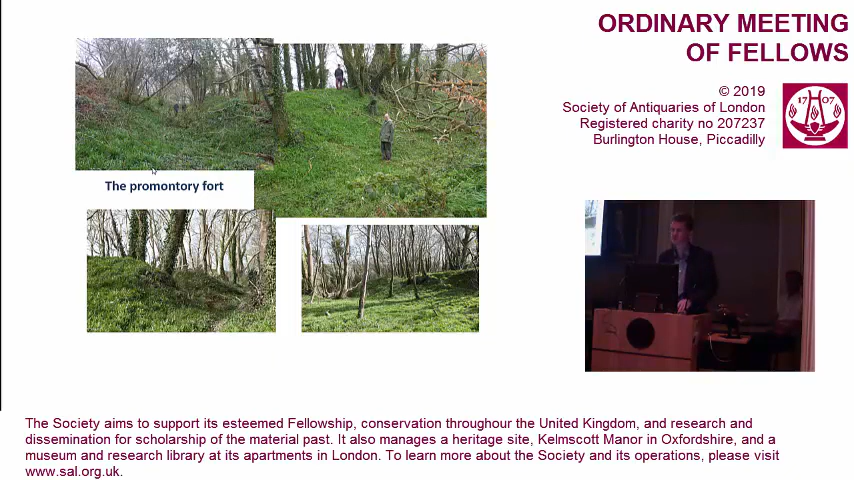 ORDINARY MEETING
OF FELLOWS
© 2019
Society of Antiquaries of London
Registered charity no 207237
Burlington House, Piccadilly
17 07
The promontory fort
The Society aims to support its esteemed Fellowship, conservation throughour the United Kingdom, and research and
dissemination for scholarship of the material past. It also manages a heritage site, Kelmscott Manor in Oxfordshire, and a
museum and research library at its apartments in London. To learn more about the Society and its operations, please visit
www.sal.org.uk.